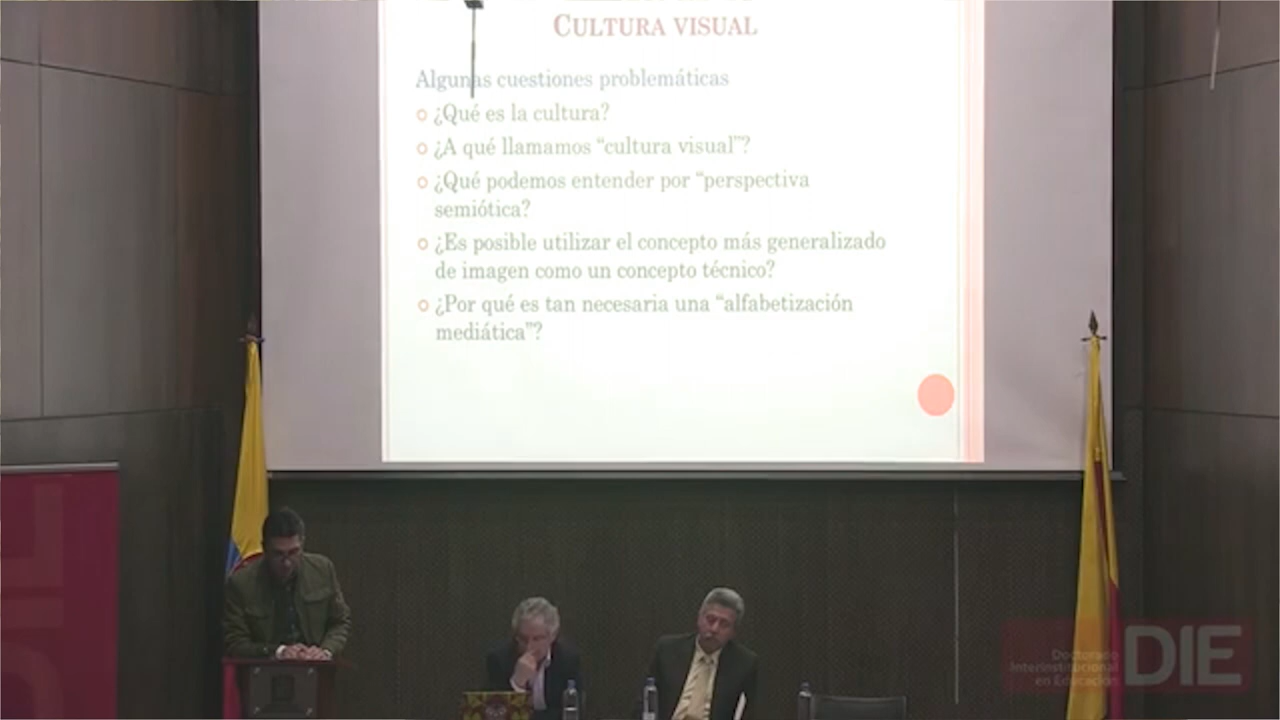 CULTURA VISUAL
Algunas cuestiones problemáticas
¿Qué es la cultura?
¿A qué llamamos “cultura visual”?
¿Qué podemos entender por “perspectiva
semiótica?
¿Es posible utilizar el concepto más generalizado
de imagen como un concepto técnico?
¿Por qué es tan necesaria una “alfabetización
mediática”?
Doctorado
Interinstitucional
en Educación
DIE